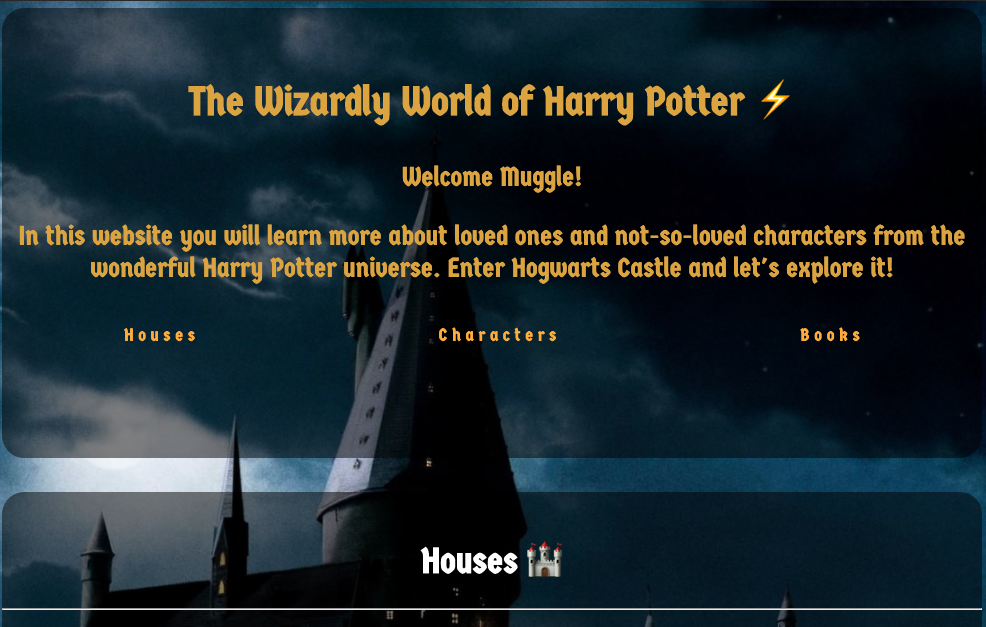 The Wizardly World of Harry Potter ⚡
Welcome Muggle!
In this website you will learn more about loved ones and not-so-loved characters from the
wonderful Harry Potter universe. Enter Hogwarts Castle and let's explore it!
Houses Characters Books
Houses 🏰